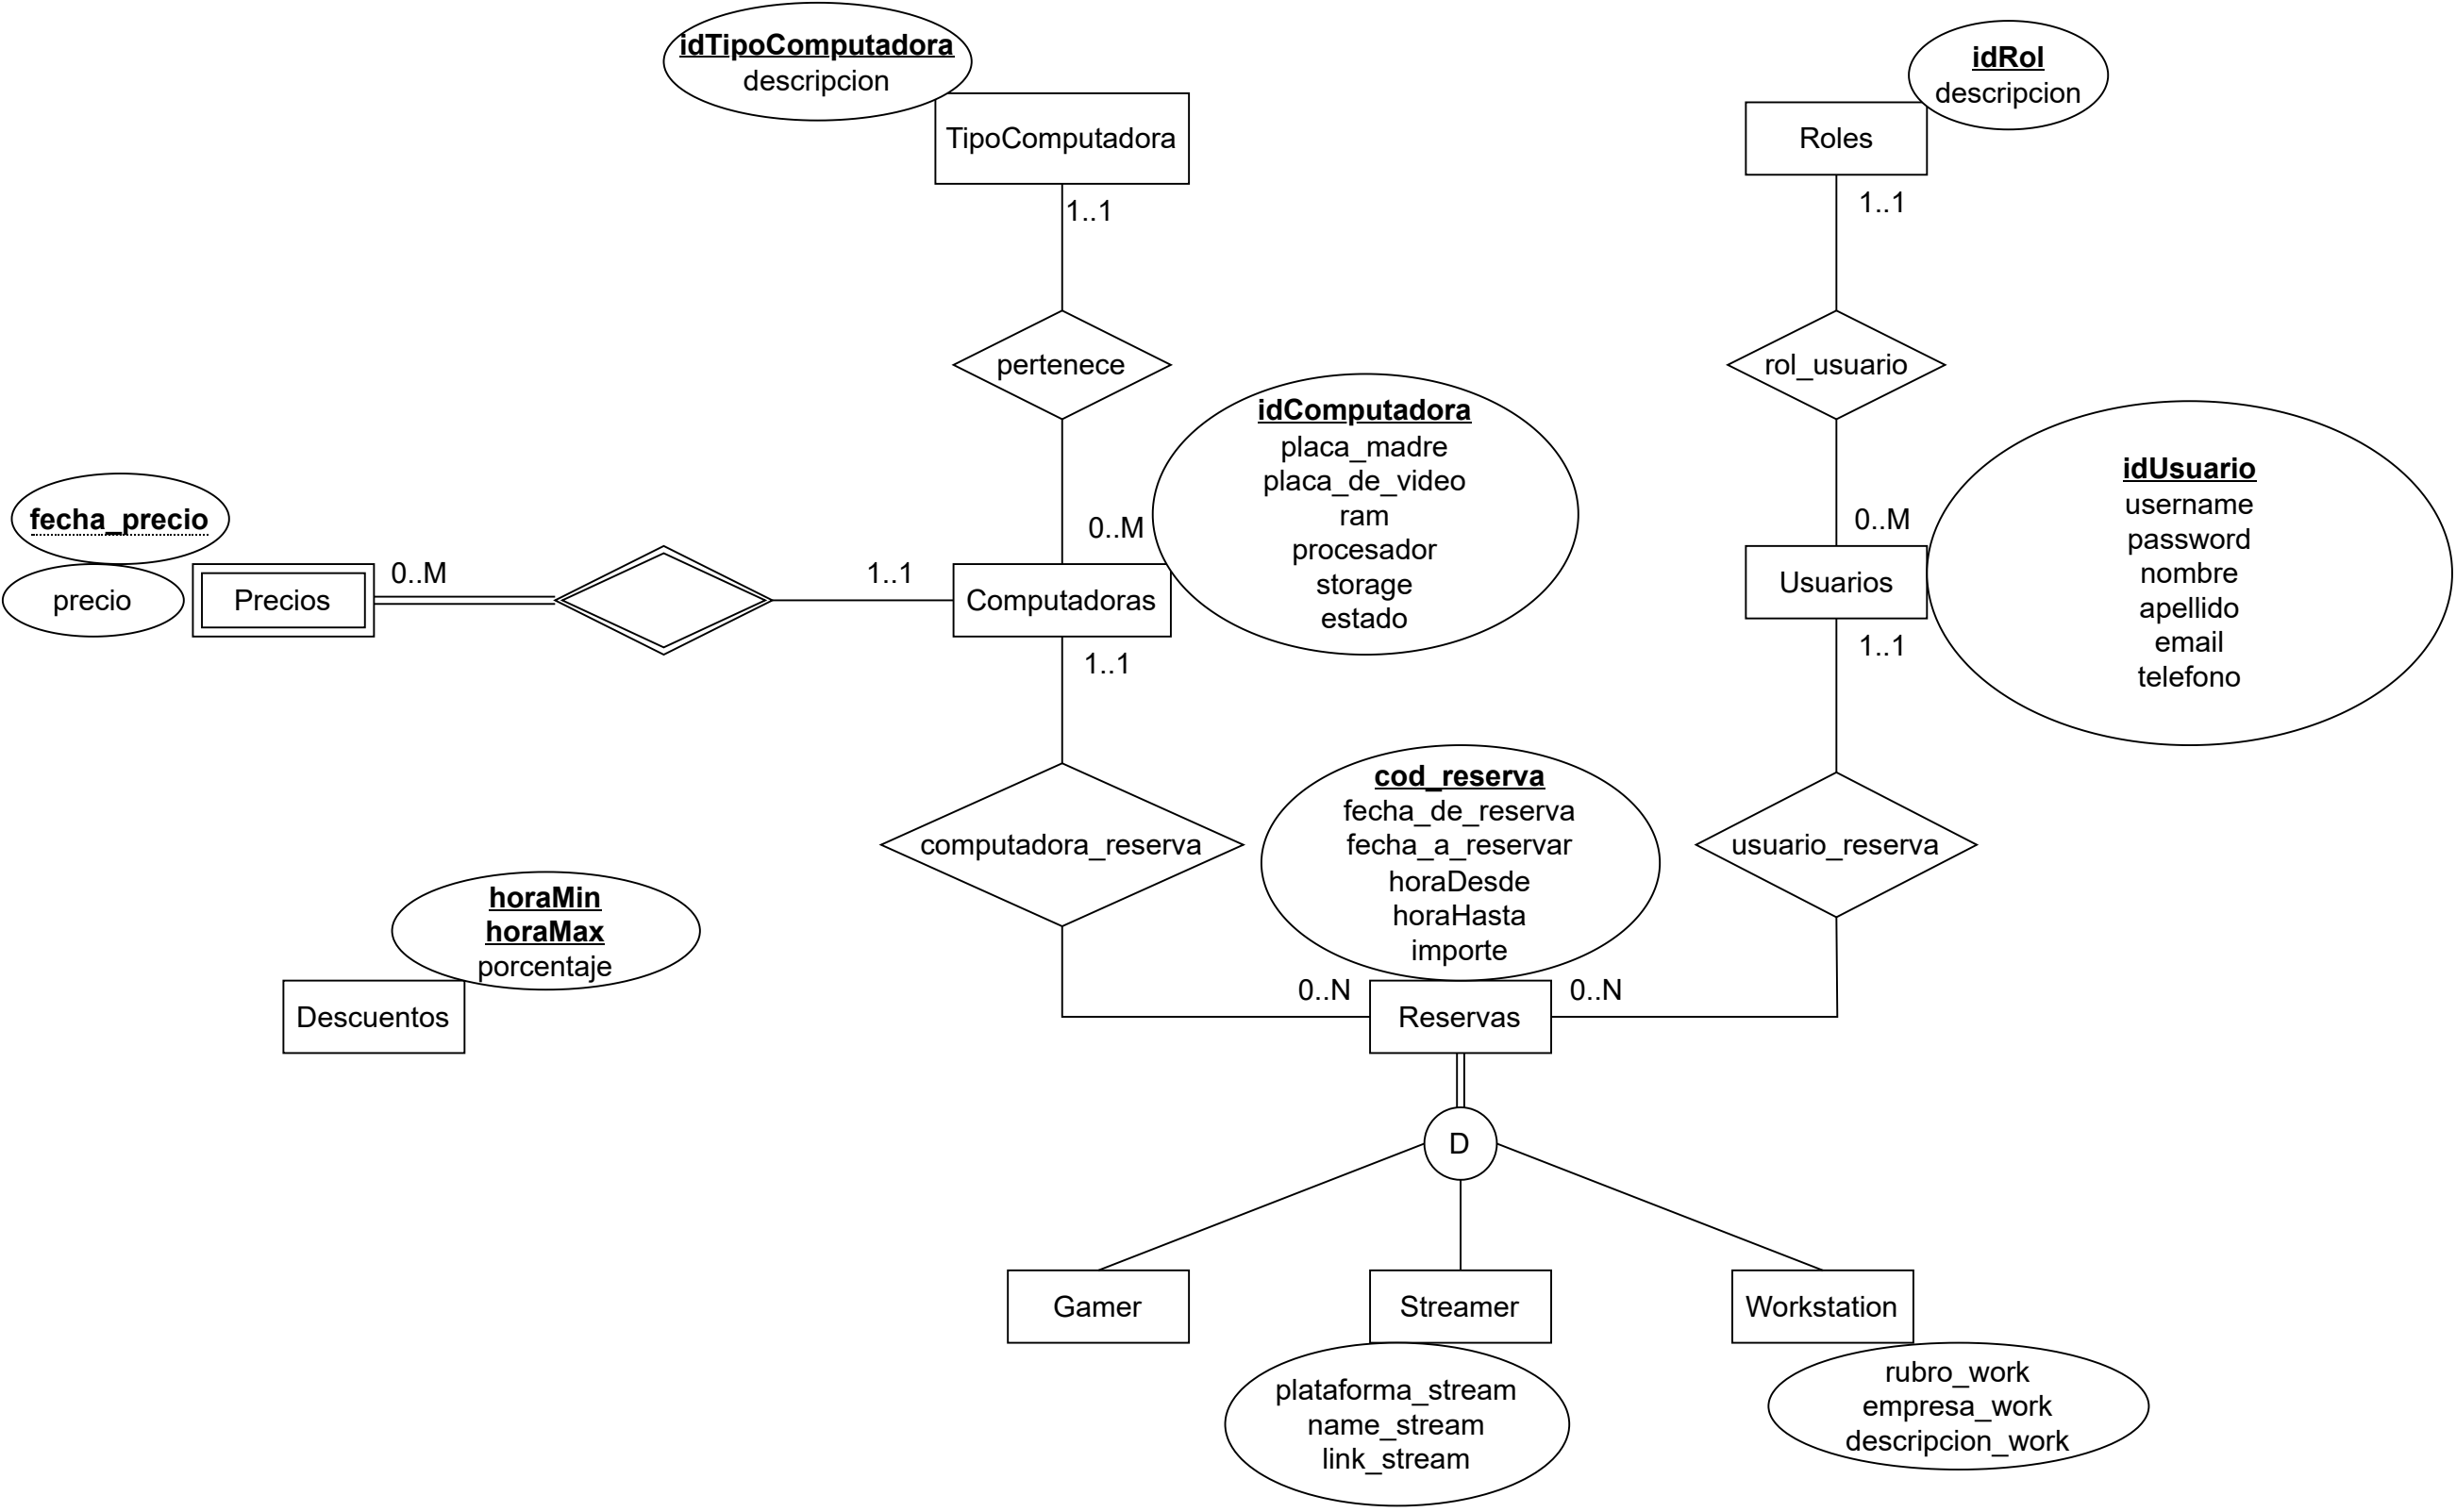 idTipoComputadora
descripcion
TipoComputadora
1..1
idRol
descripcion
Roles
1..1
pertenece
rol_usuario
idComputadora
placa_madre
placa_de_video
ram
procesador
storage
estado
0..M
idUsuario
username
password
nombre
apellido
email
telefono
0..M
fecha_precio
precio
Precios
0..M
1..1
Computadoras
1..1
Usuarios
1..1
cod_reserva
fecha_de_reserva
fecha_a_reservar
horaDesde
horaHasta
importe
computadora_reserva
usuario_reserva
horaMin
horaMax
porcentaje
Descuentos
0..N
Reservas
0..N
D
Gamer
Streamer
Workstation
plataforma_stream
name_stream
link_stream
rubro_work
empresa_work
descripcion_work